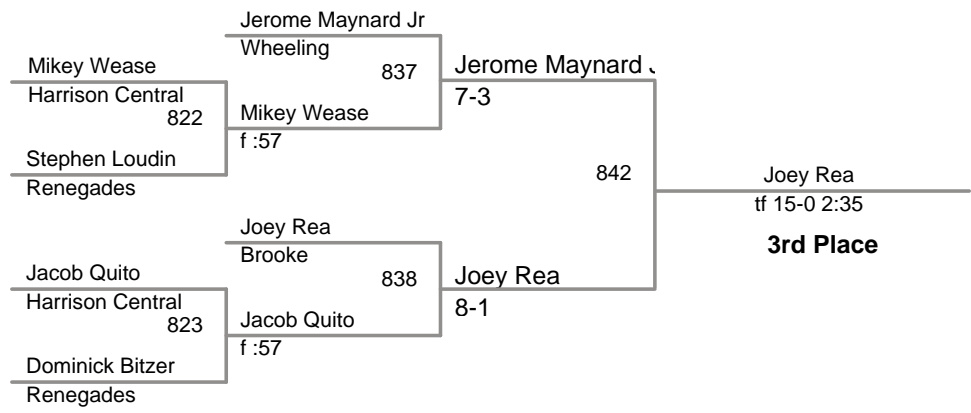 Jerome Maynard Jr
Wheeling
Mikey Wease
837
Jerome Maynard J
Harrison Central
7-3
822
Mikey Wease
f :57
Stephen Loudin
842
Joey Rea
Renegades
tf 15-0 2:35
Joey Rea
3rd Place
Brooke
Jacob Quito
838
Joey Rea
Harrison Central
8-1
823
Jacob Quito
f :57
Dominick Bitzer
Renegades